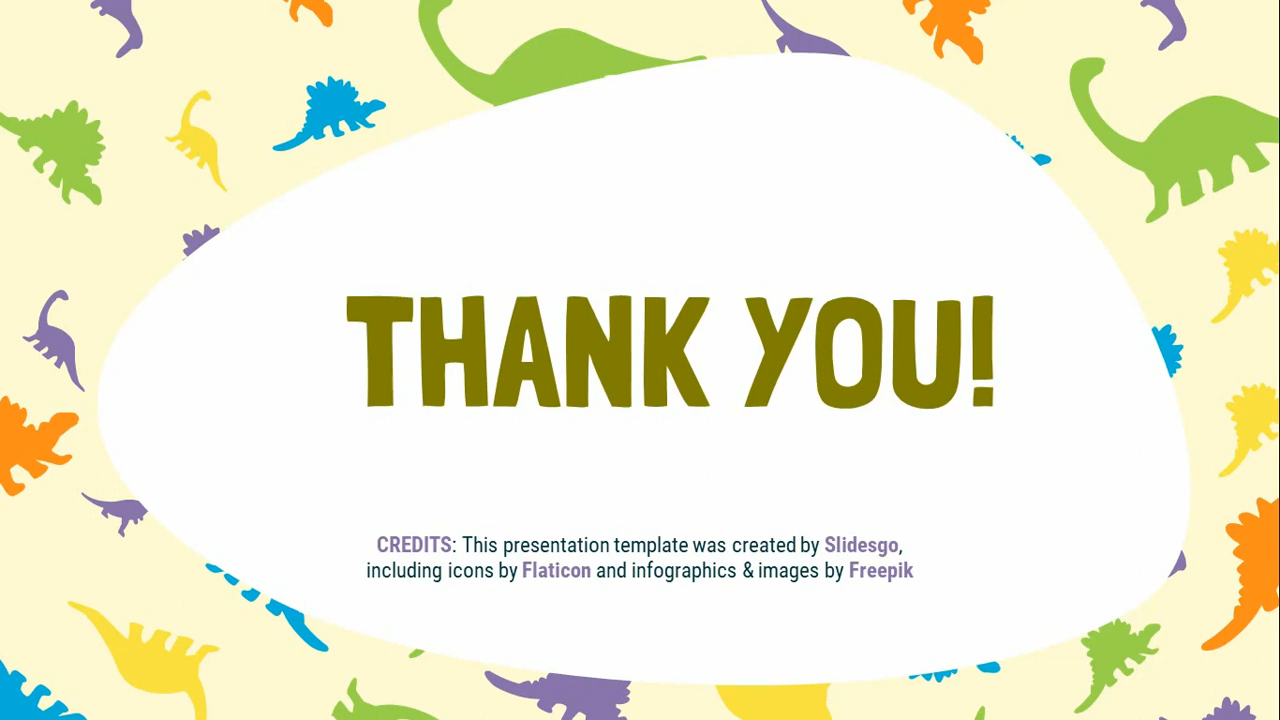 THANK YOU!
CREDITS: This presentation template was created by Slidesgo,
including icons by Flaticon and infographics & images by Freepik